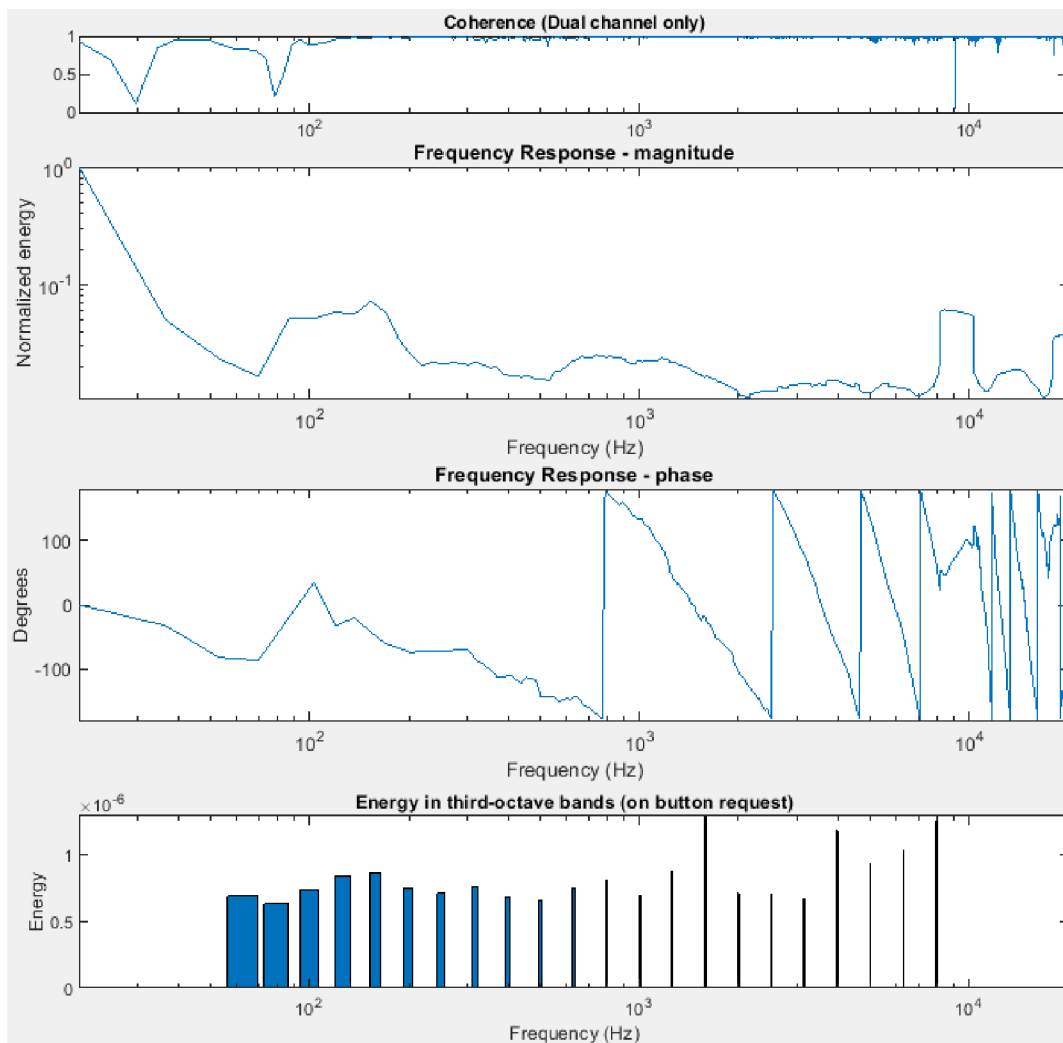 Coherence (Dual channel only)
1
0.5
0
10^2 10^3 10^4
Frequency Response - magnitude
10^0
10^-1
Normalized energy
10^2 10^3 10^4
Frequency (Hz)
Frequency Response - phase
100
0
-100
Degrees
10^2 10^3 10^4
Frequency (Hz)
×10^-6
Energy in third-octave bands (on button request)
1
0.5
0
Energy
10^2 10^3 10^4
Frequency (Hz)